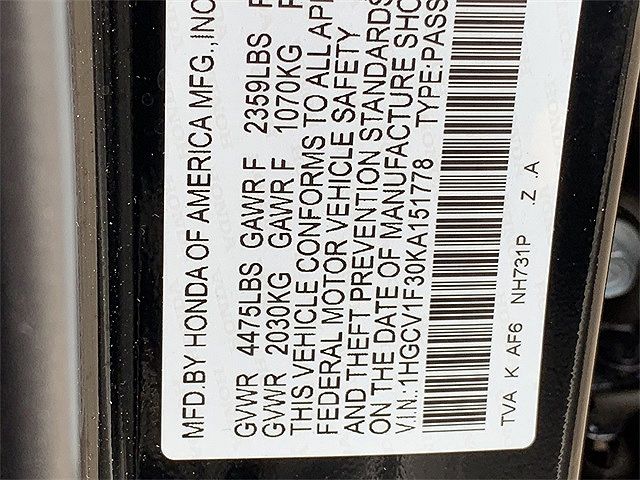 MFD.BY HONDA OF AMERICA MFG.,INC
GVWR 4475LBS GAWR F 2359LBS
GVWR 2030KG GAWR F 1070KG
THIS VEHICLE CONFORMS TO ALL
FEDERAL MOTOR VEHICLE SAFETY
AND THEFT PREVENTION STANDARDS
ON THE DATE OF MANUFACTURE
V.I.N.:1HGCV1F30KA151778 TYPE:PASS
TVA K AF6 NH731P .Z .A